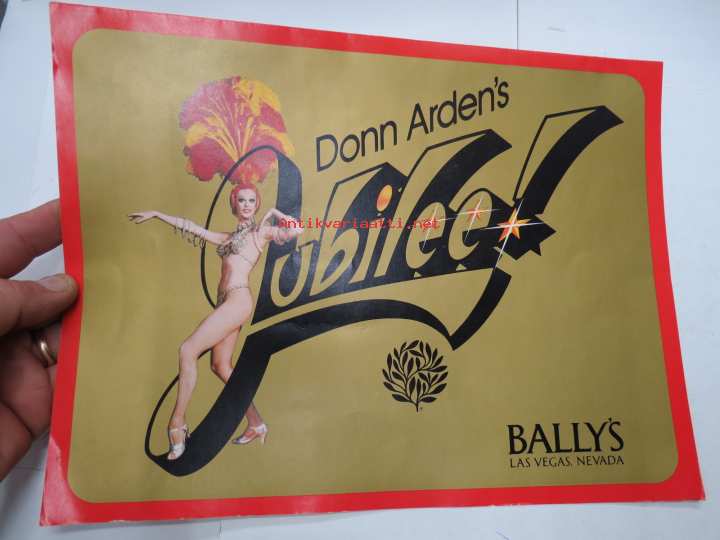 Donn Arden's
Jubilee!
Antikvariaatti.net
BALLY'S
LAS VEGAS, NEVADA